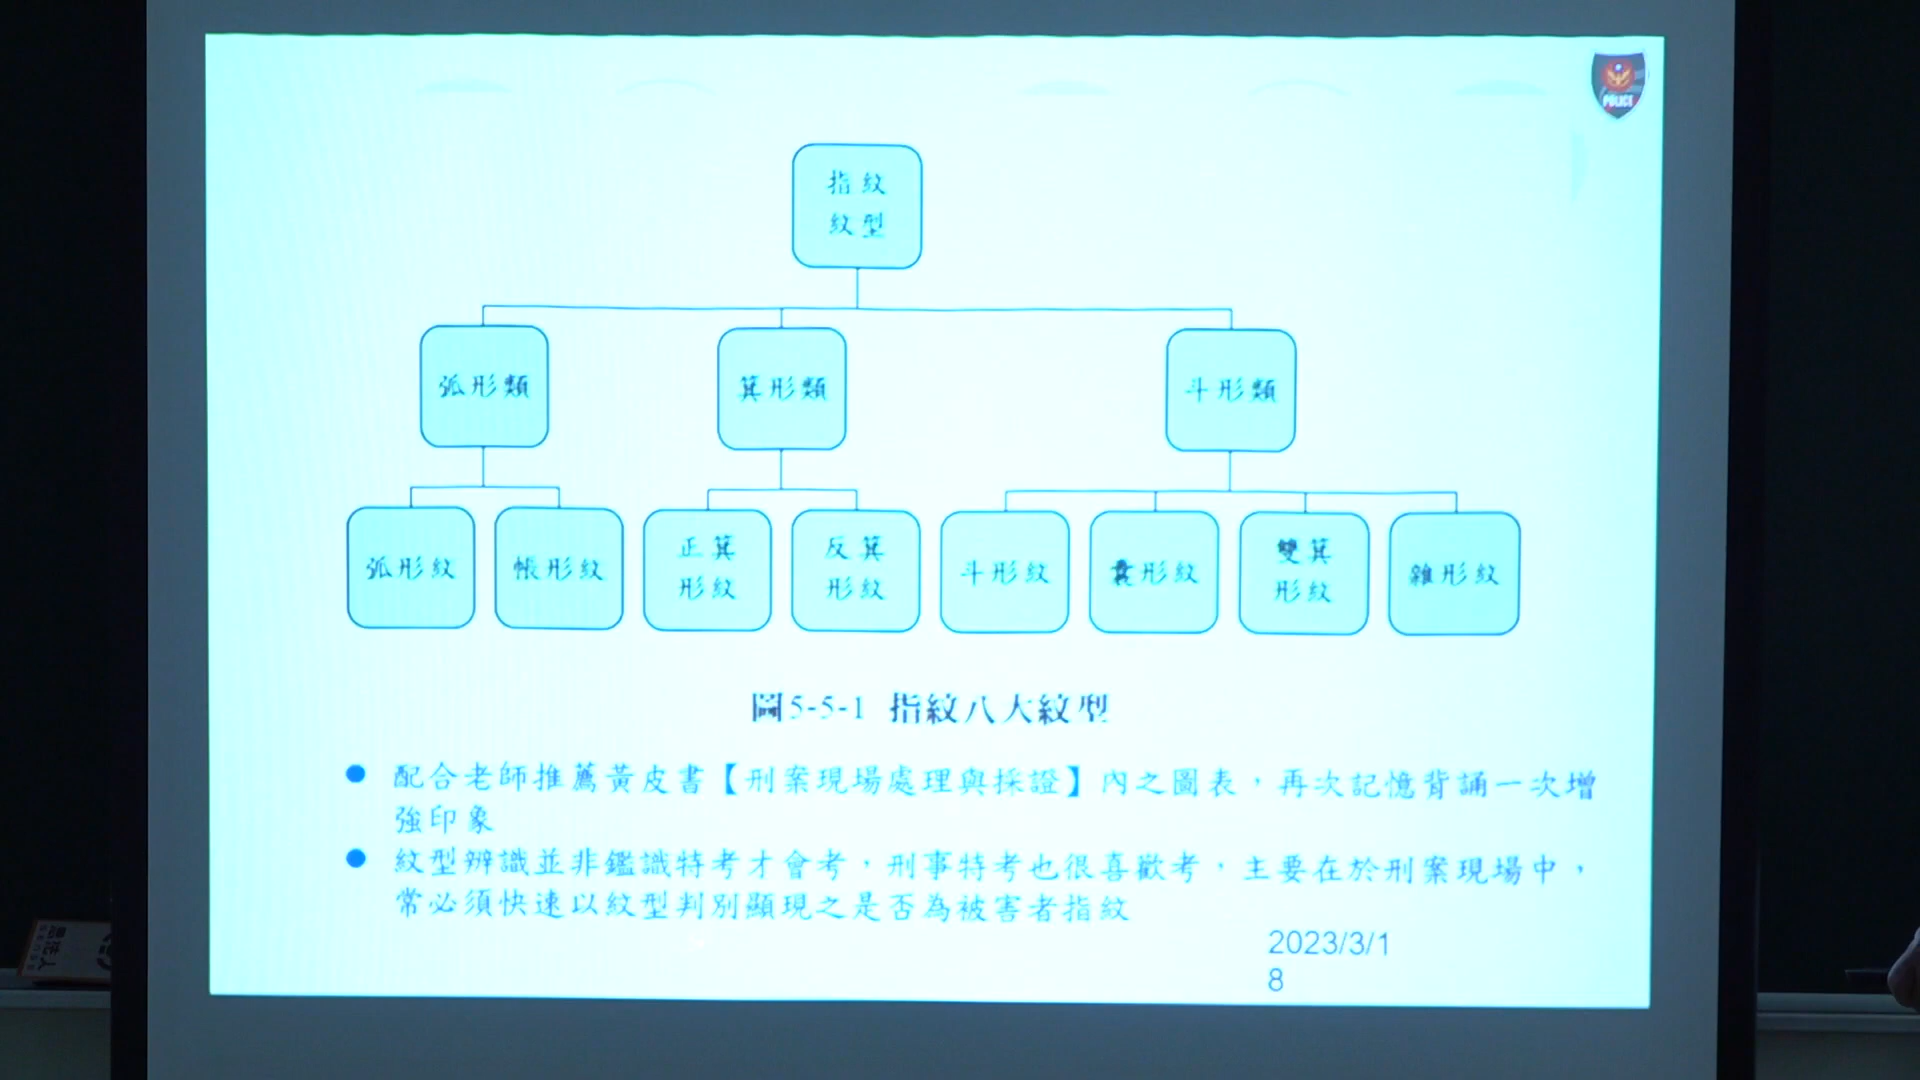 POLICE
指紋
紋型
弧形類
箕形類
斗形類
弧形紋
帳形紋
正箕
形紋
反箕
形紋
斗形紋
囊形紋
雙箕
形紋
雜形紋
圖5-5-1 指紋八大紋型
配合老師推薦黃皮書【刑案現場處理與採證】內之圖表，再次記憶背誦一次增
強印象
紋型辨識並非鑑識特考才會考，刑事特考也很喜歡考，主要在於刑案現場中，
常必須快速以紋型判別顯現之是否為被害者指紋
2023/3/1
8